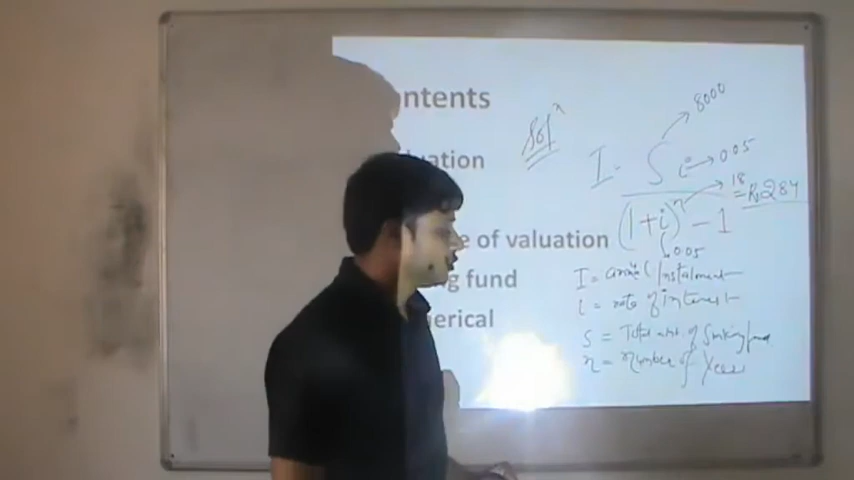 ontents
uation
e of valuation
g fund
erical
Solⁿ
8000
I = S i → 0.05
(1+i)ⁿ - 1
18
= Rs 284
0.05
I = annual Instalment
i = rate of interest
S = Total amt. of Sinking fund
n = number of Years